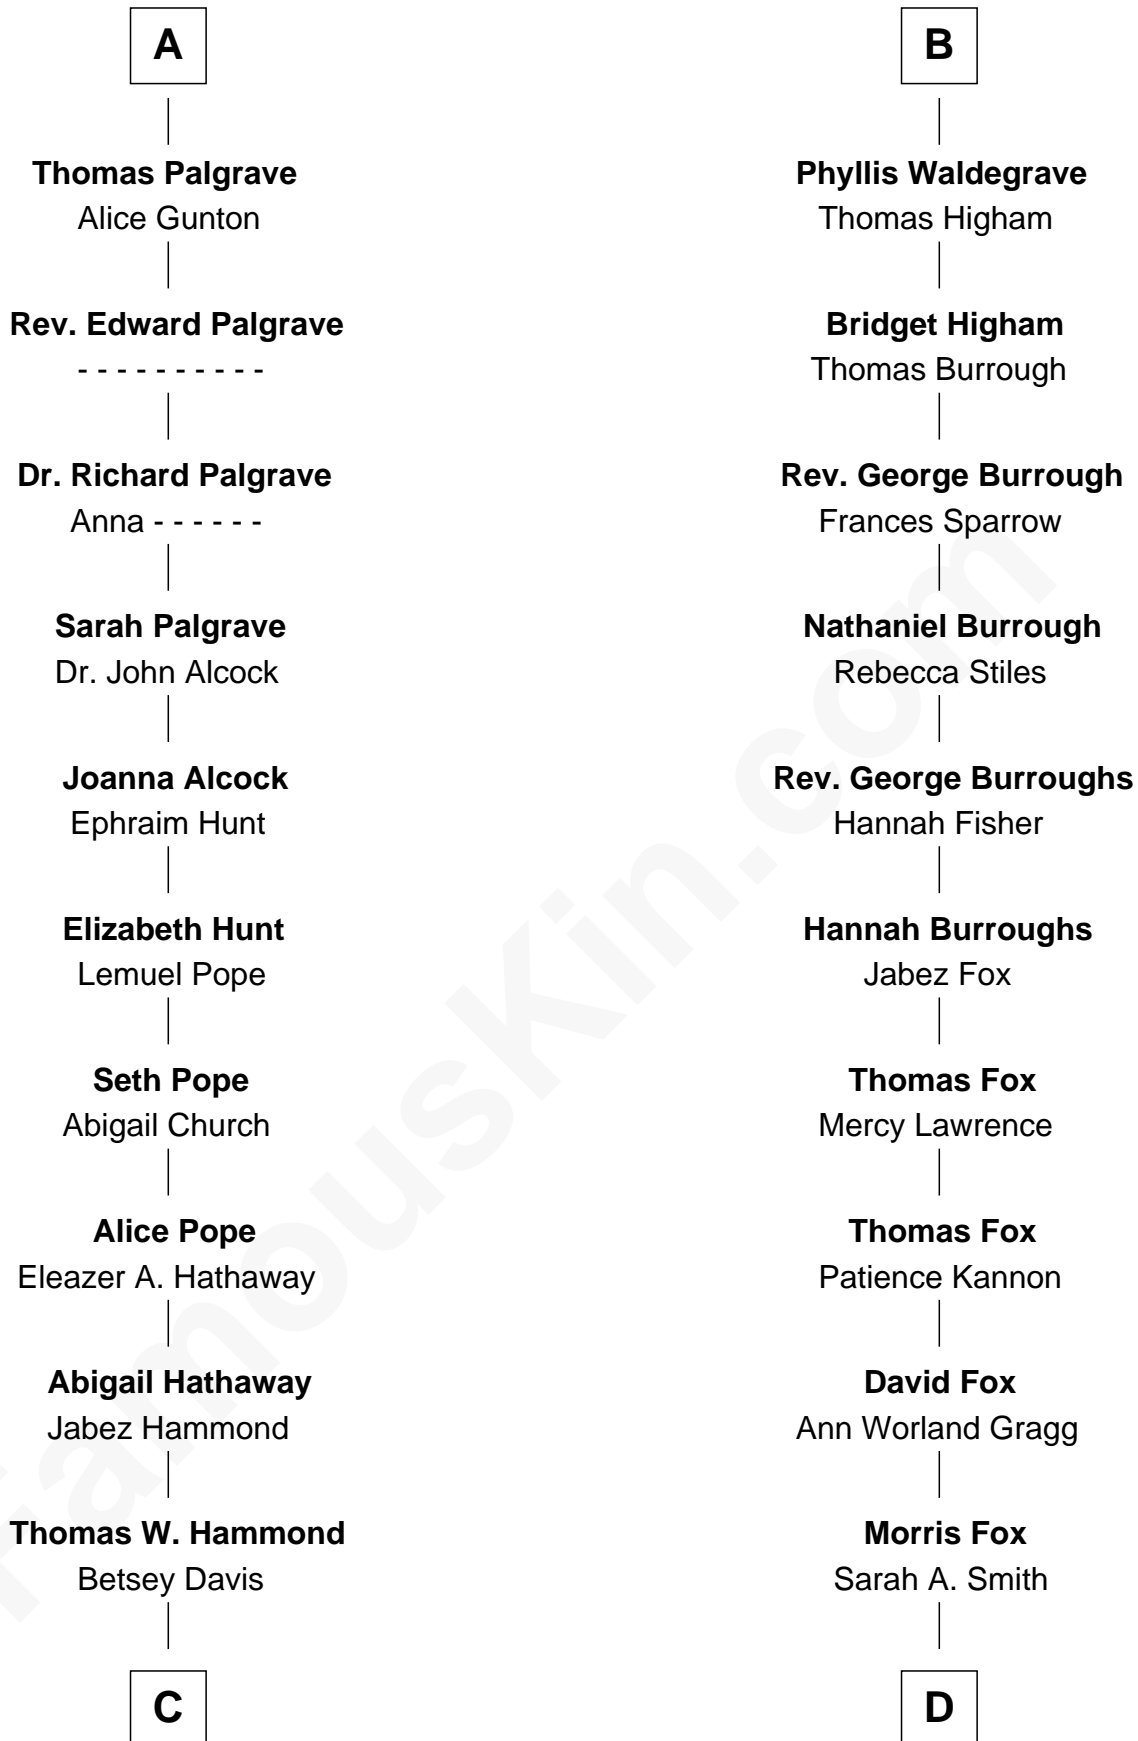 A
Thomas Palgrave
Alice Gunton
Rev. Edward Palgrave
- - - - - - - - - -
Dr. Richard Palgrave
Anna - - - - - -
Sarah Palgrave
Dr. John Alcock
Joanna Alcock
Ephraim Hunt
Elizabeth Hunt
Lemuel Pope
Seth Pope
Abigail Church
Alice Pope
Eleazer A. Hathaway
Abigail Hathaway
Jabez Hammond
Thomas W. Hammond
Betsey Davis
C
B
Phyllis Waldegrave
Thomas Higham
Bridget Higham
Thomas Burrough
Rev. George Burrough
Frances Sparrow
Nathaniel Burrough
Rebecca Stiles
Rev. George Burroughs
Hannah Fisher
Hannah Burroughs
Jabez Fox
Thomas Fox
Mercy Lawrence
Thomas Fox
Patience Kannon
David Fox
Ann Worland Gragg
Morris Fox
Sarah A. Smith
D
FamousKin.com